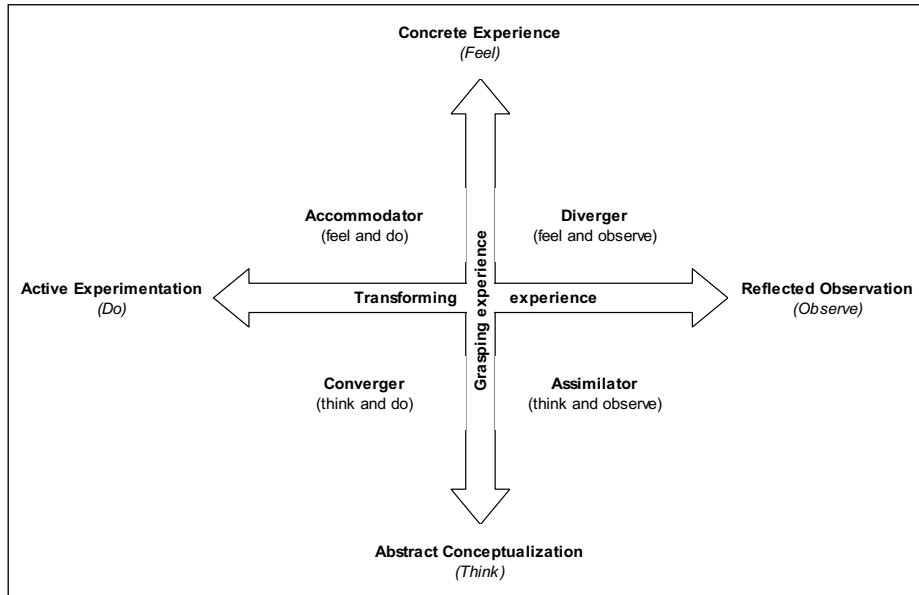 Concrete Experience
(Feel)
Accommodator
(feel and do)
Diverger
(feel and observe)
Active Experimentation
(Do)
Transforming experience
Grasping experience
Reflected Observation
(Observe)
Converger
(think and do)
Assimilator
(think and observe)
Abstract Conceptualization
(Think)